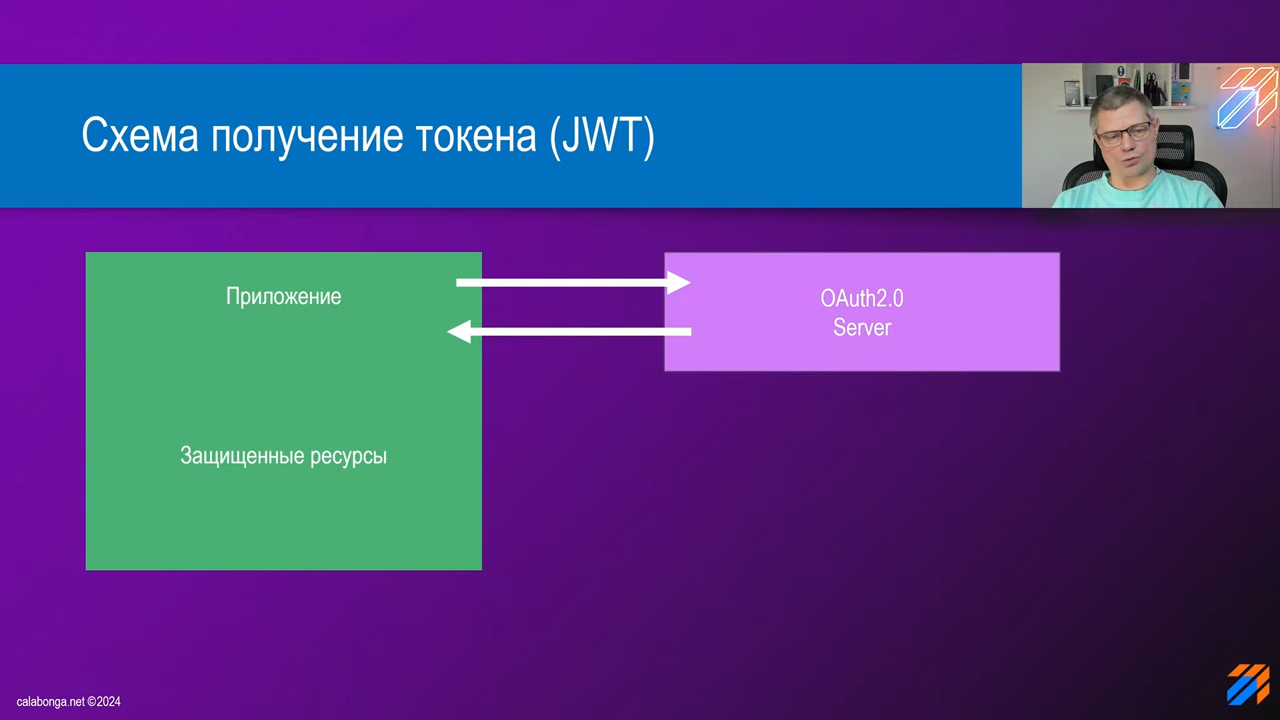 Схема получение токена (JWT)
Приложение
OAuth2.0
Server
Защищенные ресурсы
calabonga.net ©2024